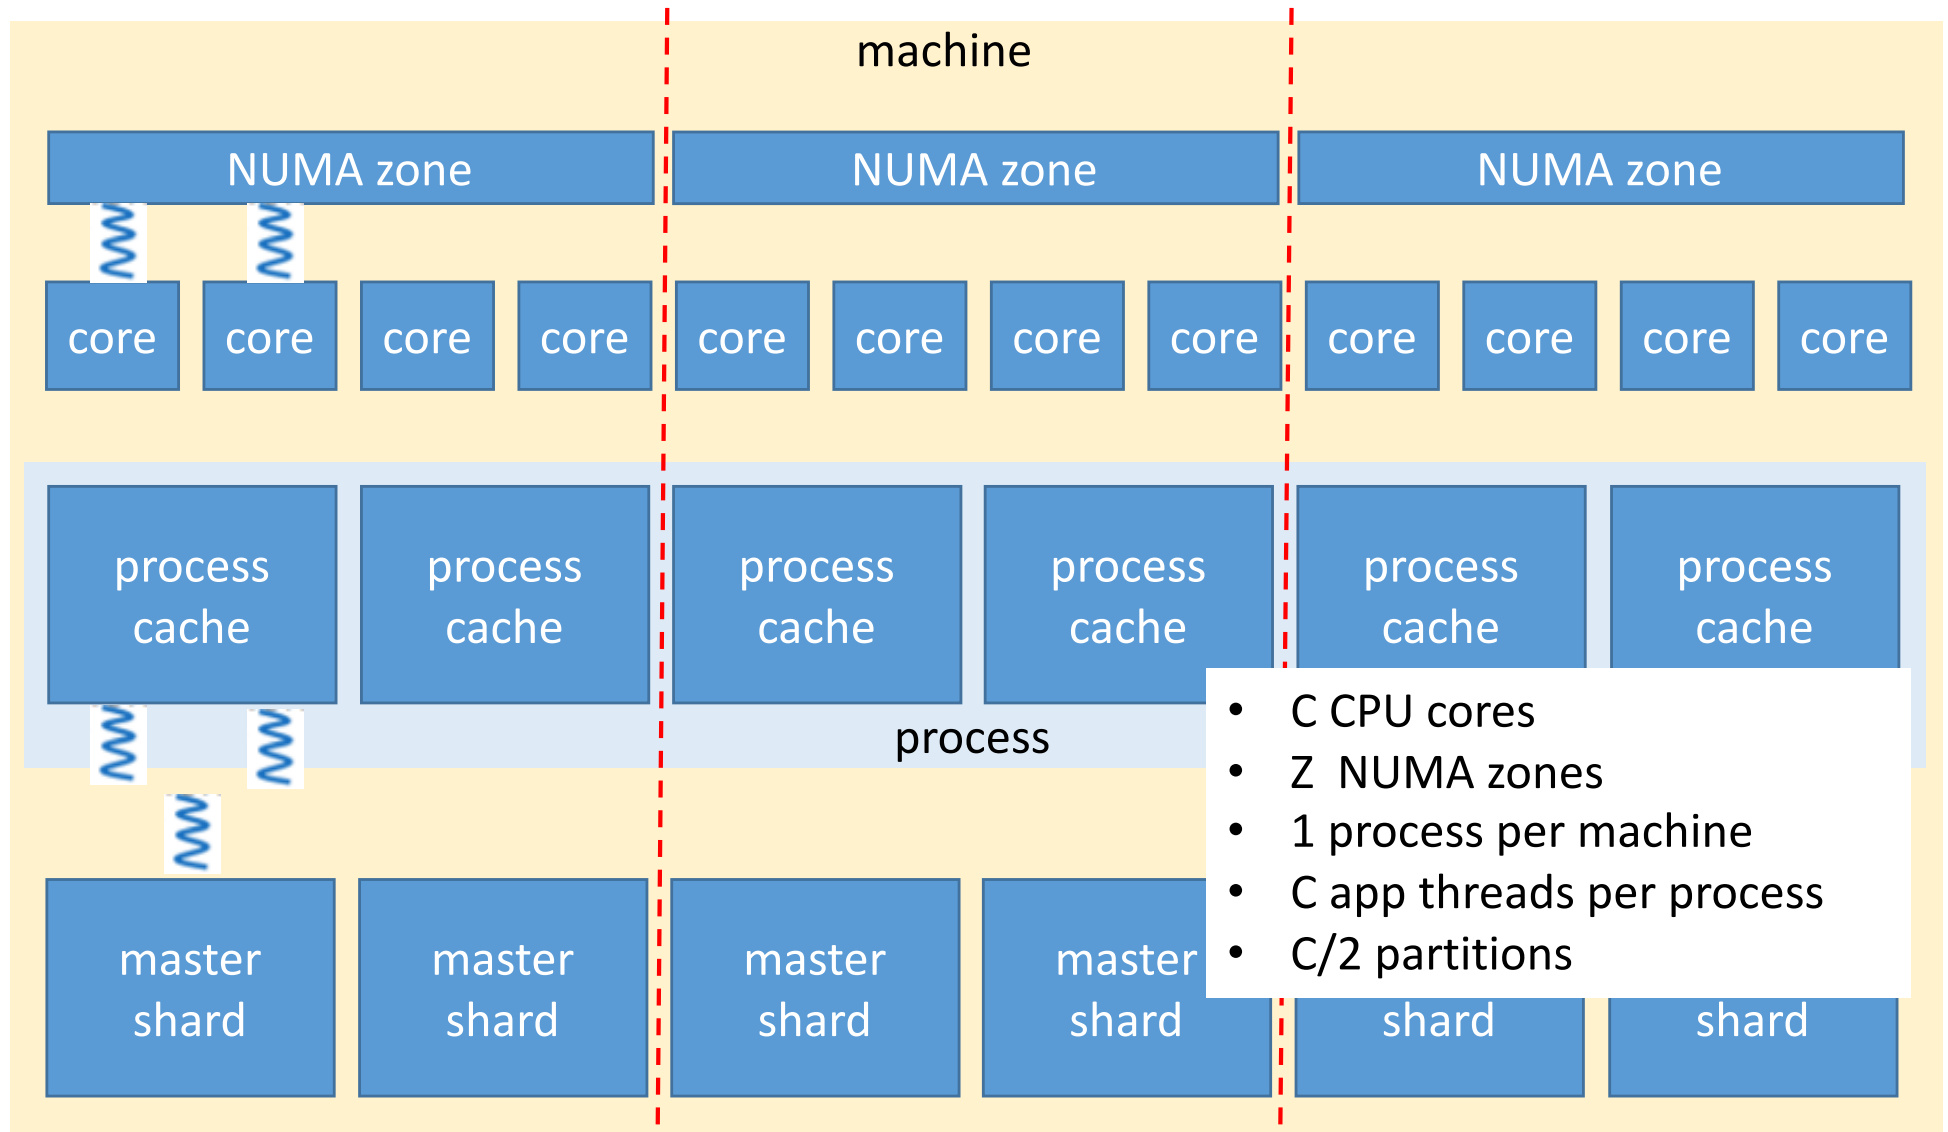 machine
NUMA zone
NUMA zone
NUMA zone
core
core
core
core
core
core
core
core
core
core
core
core
process
cache
process
cache
process
cache
process
cache
process
cache
process
cache
process
• C CPU cores
• Z NUMA zones
• 1 process per machine
• C app threads per process
• C/2 partitions
master
shard
master
shard
master
shard
master
shard
shard
shard